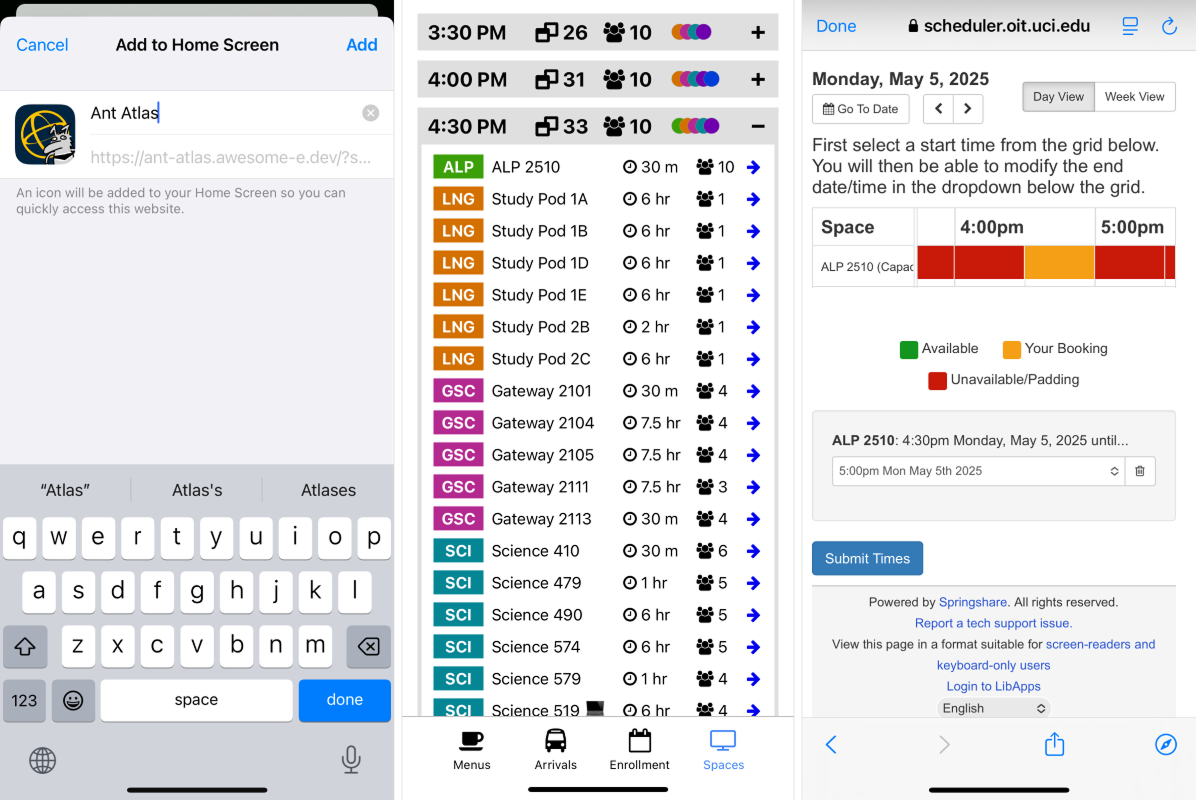 Cancel Add to Home Screen Add
Ant Atlas
https://ant-atlas.awesome-e.dev/?s...
An icon will be added to your Home Screen so you can
quickly access this website.
“Atlas” Atlas's Atlases
q w e r t y u i o p
a s d f g h j k l
z x c v b n m
123 space done
3:30 PM 26 10 +
4:00 PM 31 10 +
4:30 PM 33 10 −
ALP ALP 2510 30 m 10
LNG Study Pod 1A 6 hr 1
LNG Study Pod 1B 6 hr 1
LNG Study Pod 1D 6 hr 1
LNG Study Pod 1E 6 hr 1
LNG Study Pod 2B 2 hr 1
LNG Study Pod 2C 6 hr 1
GSC Gateway 2101 30 m 4
GSC Gateway 2104 7.5 hr 4
GSC Gateway 2105 7.5 hr 4
GSC Gateway 2111 7.5 hr 3
GSC Gateway 2113 30 m 4
SCI Science 410 30 m 6
SCI Science 479 1 hr 5
SCI Science 490 6 hr 5
SCI Science 574 6 hr 5
SCI Science 579 1 hr 4
SCI Science 519 6 hr 4
Menus Arrivals Enrollment Spaces
Done scheduler.oit.uci.edu
Monday, May 5, 2025
Go To Date Day View Week View
First select a start time from the grid below.
You will then be able to modify the end
date/time in the dropdown below the grid.
Space 4:00pm 5:00pm
ALP 2510 (Capac
Available Your Booking
Unavailable/Padding
ALP 2510: 4:30pm Monday, May 5, 2025 until...
5:00pm Mon May 5th 2025
Submit Times
Powered by Springshare. All rights reserved.
Report a tech support issue.
View this page in a format suitable for screen-readers and
keyboard-only users
Login to LibApps
English